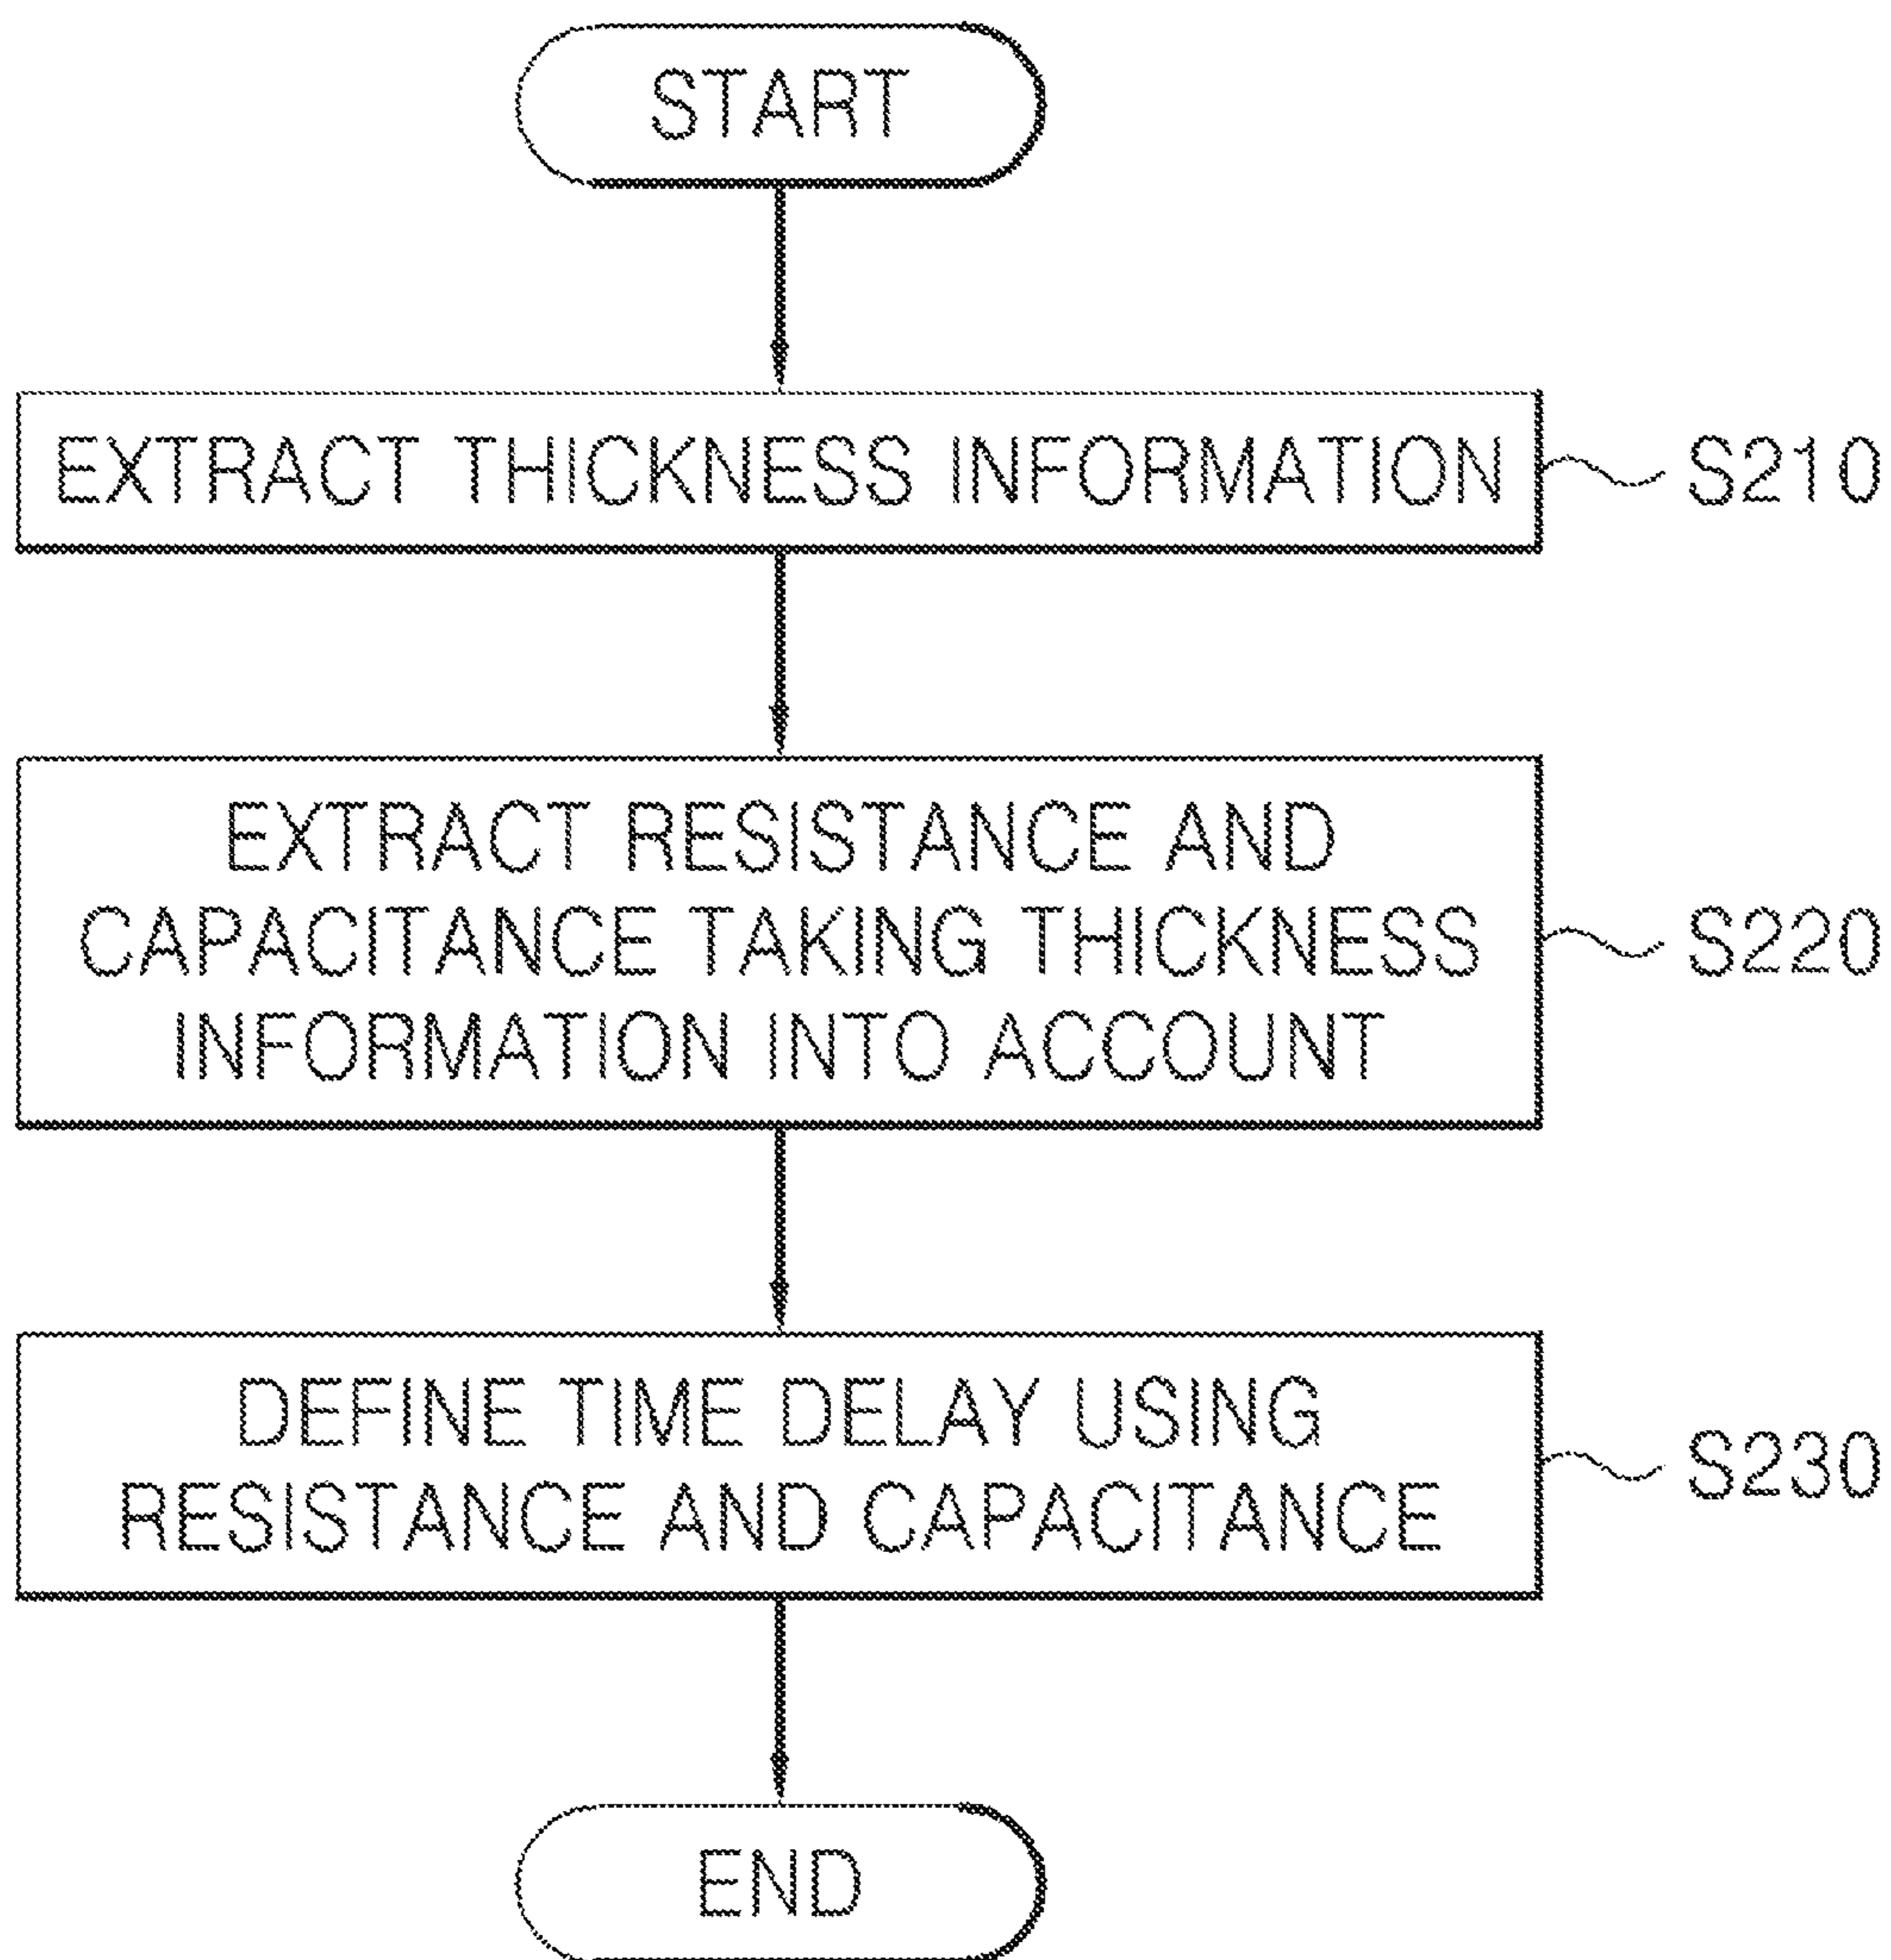 START
EXTRACT THICKNESS INFORMATION S210
EXTRACT RESISTANCE AND
CAPACITANCE TAKING THICKNESS S220
INFORMATION INTO ACCOUNT
DEFINE TIME DELAY USING
S230
RESISTANCE AND CAPACITANCE
END